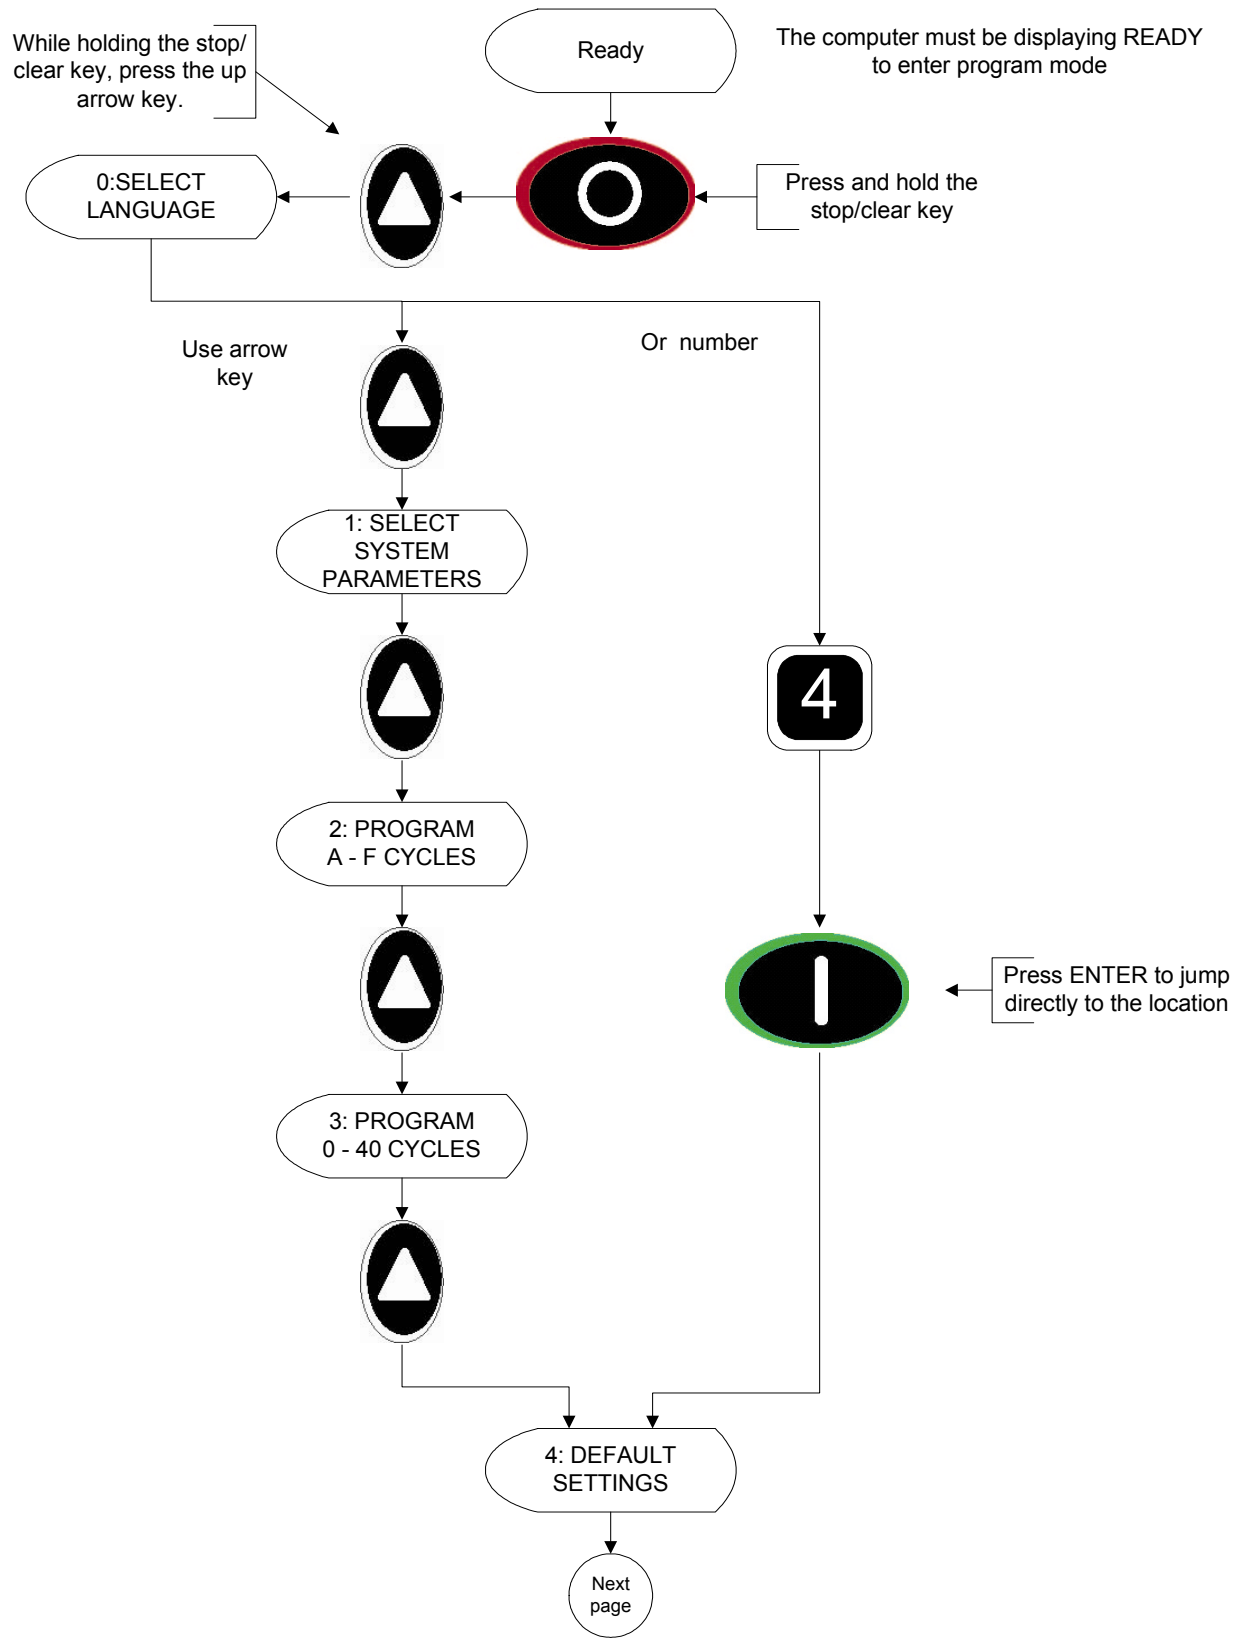 While holding the stop/
clear key, press the up
arrow key.
Ready
The computer must be displaying READY
to enter program mode
0:SELECT
LANGUAGE
Press and hold the
stop/clear key
Use arrow
key
Or number
1: SELECT
SYSTEM
PARAMETERS
4
2: PROGRAM
A - F CYCLES
Press ENTER to jump
directly to the location
3: PROGRAM
0 - 40 CYCLES
4: DEFAULT
SETTINGS
Next
page